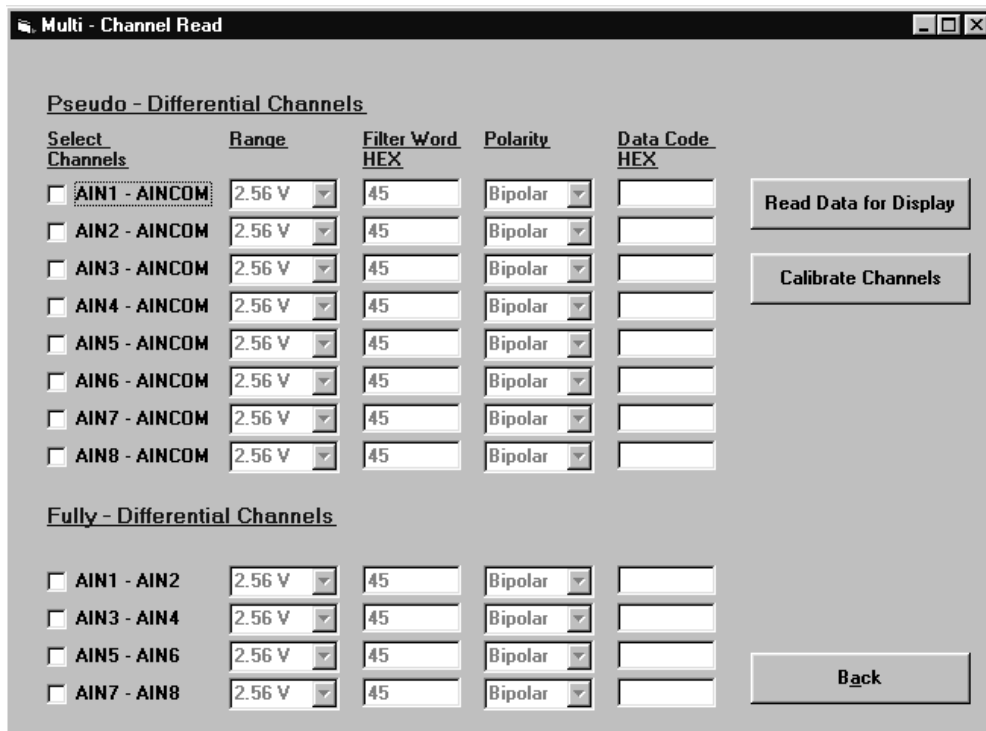 Multi - Channel Read
Pseudo - Differential Channels
Select Channels Range Filter Word HEX Polarity Data Code HEX
AIN1 - AINCOM 2.56 V 45 Bipolar
Read Data for Display
AIN2 - AINCOM 2.56 V 45 Bipolar
AIN3 - AINCOM 2.56 V 45 Bipolar
Calibrate Channels
AIN4 - AINCOM 2.56 V 45 Bipolar
AIN5 - AINCOM 2.56 V 45 Bipolar
AIN6 - AINCOM 2.56 V 45 Bipolar
AIN7 - AINCOM 2.56 V 45 Bipolar
AIN8 - AINCOM 2.56 V 45 Bipolar
Fully - Differential Channels
AIN1 - AIN2 2.56 V 45 Bipolar
AIN3 - AIN4 2.56 V 45 Bipolar
AIN5 - AIN6 2.56 V 45 Bipolar
Back
AIN7 - AIN8 2.56 V 45 Bipolar